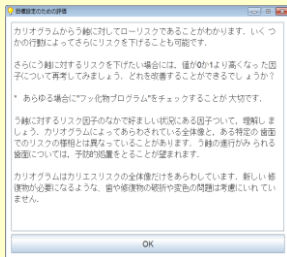 目標設定のための評価
カリオグラムからう蝕に対してローリスクであることがわかります．いく つ
かの行動によってさらにリスクを下げることも可能です．
さらにう蝕に対するリスクを下げたい場合には、値が0か1より高くなった因
子について再考してみましょう．どれを改善することができるでし ょうか？
* あらゆる場合に"フッ化物プログラム"をチェックすることが 大切です．
う蝕に対するリスク因子のなかで好ましい状況にある因子ついて、理解しま
しょう．カリオグラムによってあらわされている全体像と、ある特定の 歯面
でのリスクの様相とは異なっていることがあります．う蝕の進行がみ られる
歯面については、予防的処置をとることが望まれます．
カリオグラムはカリエスリスクの全体像だけをあらわしています．新しい 修
復物が必要になるような、歯や修復物の破折や変色の問題は考慮にいれ てい
ません．
OK